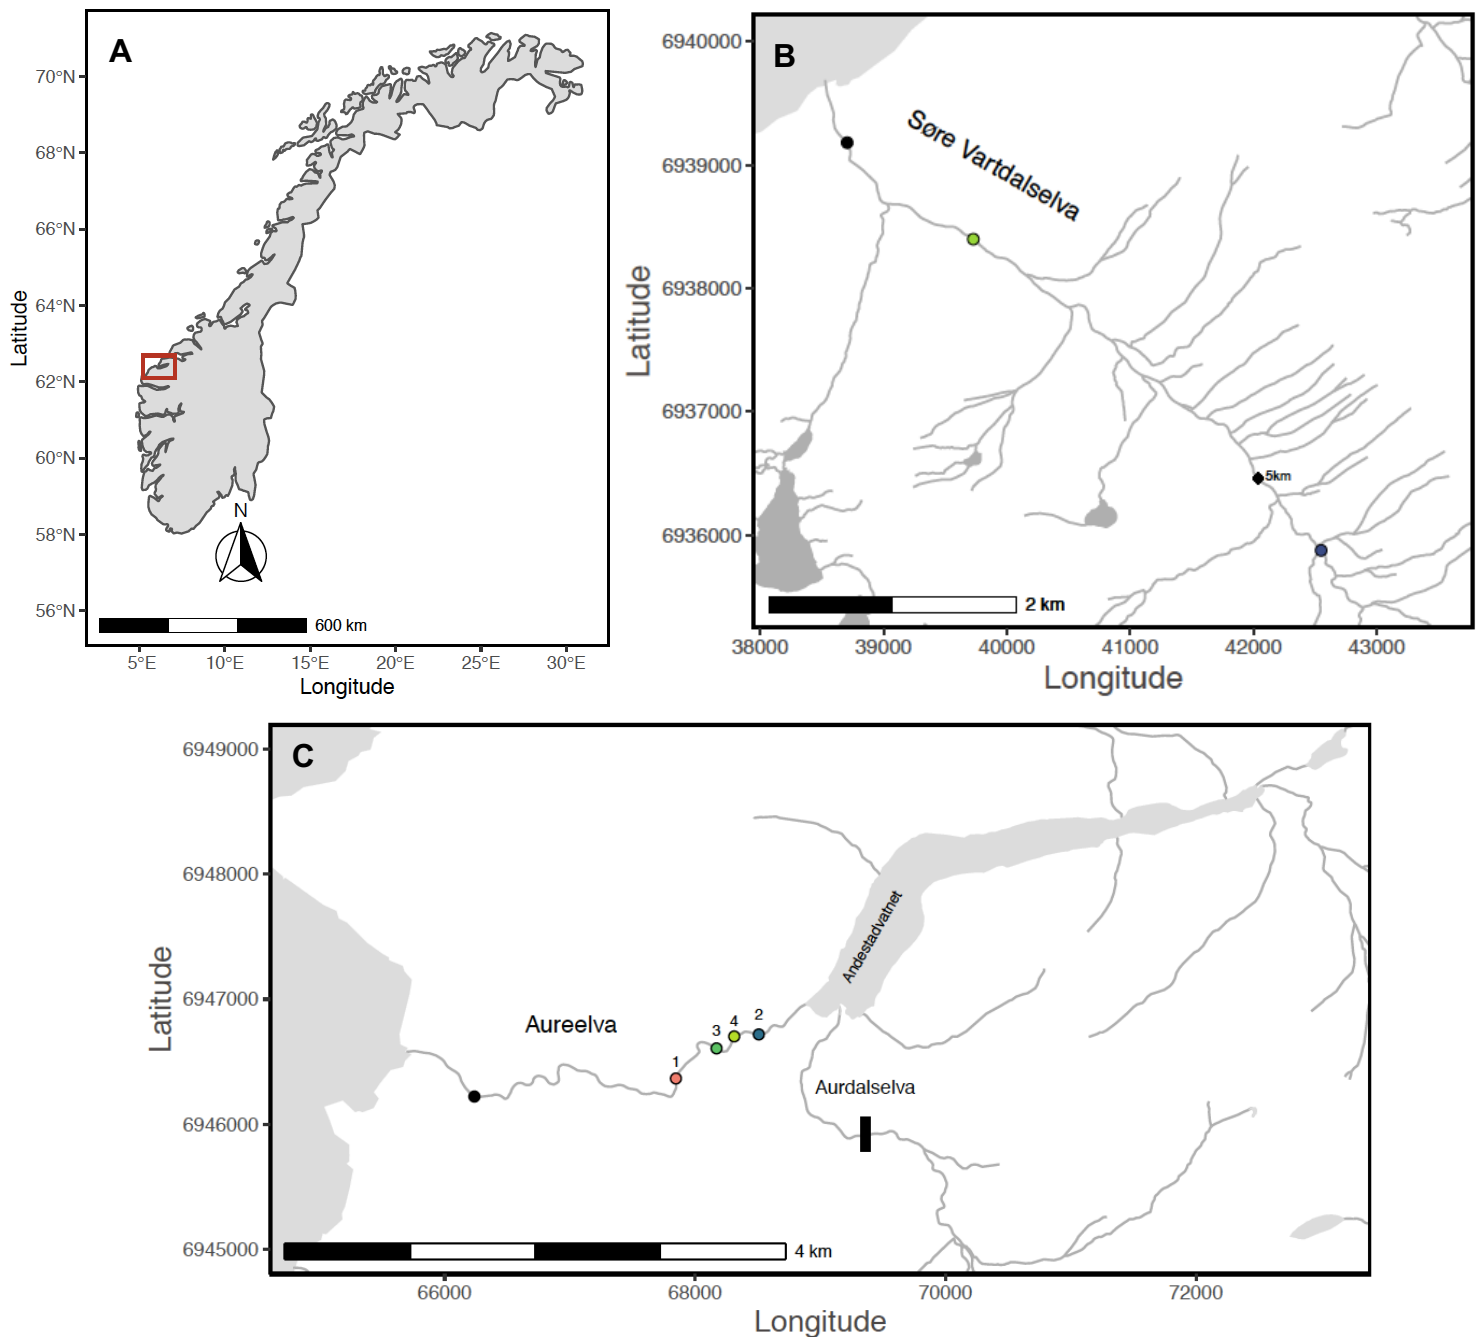 A
70°N
68°N
66°N
64°N
62°N
60°N
58°N
56°N
Latitude
N
600 km
5°E
10°E
15°E
20°E
25°E
30°E
Longitude
B
6940000
6939000
6938000
6937000
6936000
Latitude
Søre Vartdalselva
5km
2 km
38000
39000
40000
41000
42000
43000
Longitude
C
6949000
6948000
6947000
6946000
6945000
Latitude
Andestadvatnet
Aureelva
1
3
4
2
Aurdalselva
4 km
66000
68000
70000
72000
Longitude